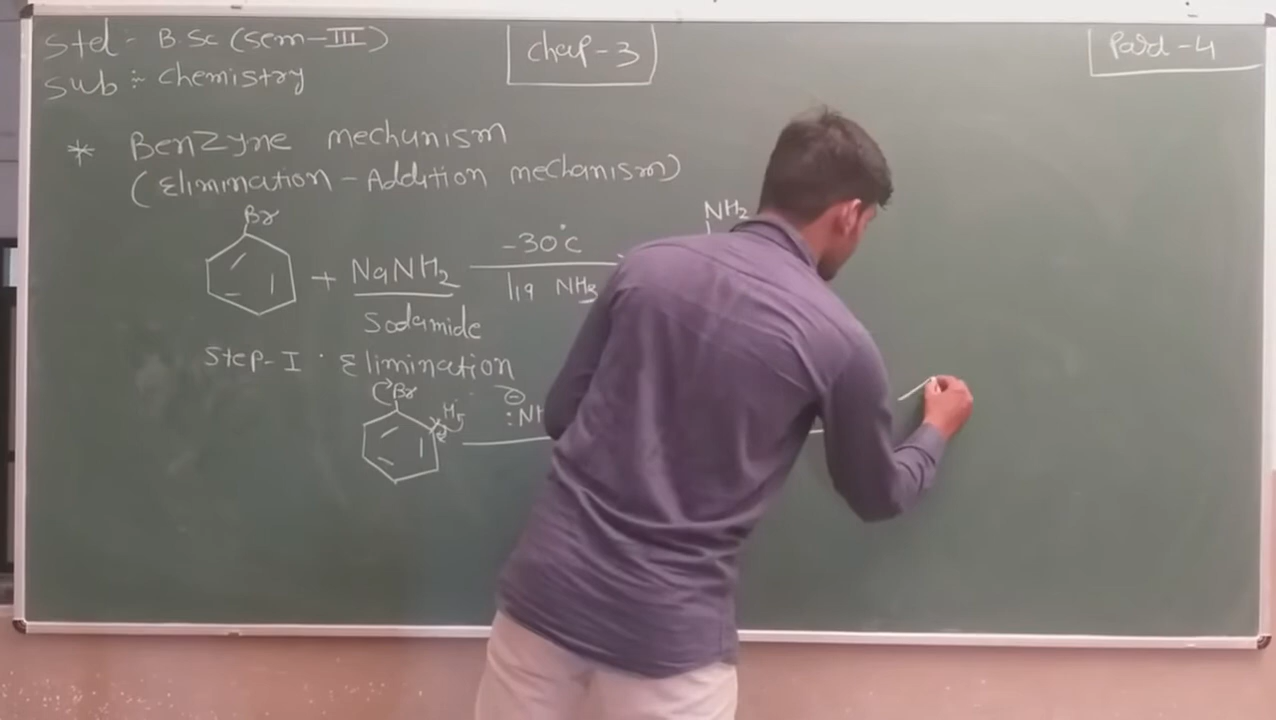 Std :- B.Sc (Sem-III)
Chap-3
Part-4
Sub :- Chemistry
* Benzyne mechanism
(Elimination-Addition mechanism)
Br
NH2
+ NaNH2
-30°C
liq NH3
Sodamide
Step-I : Elimination
Br
H
⊖
:NH